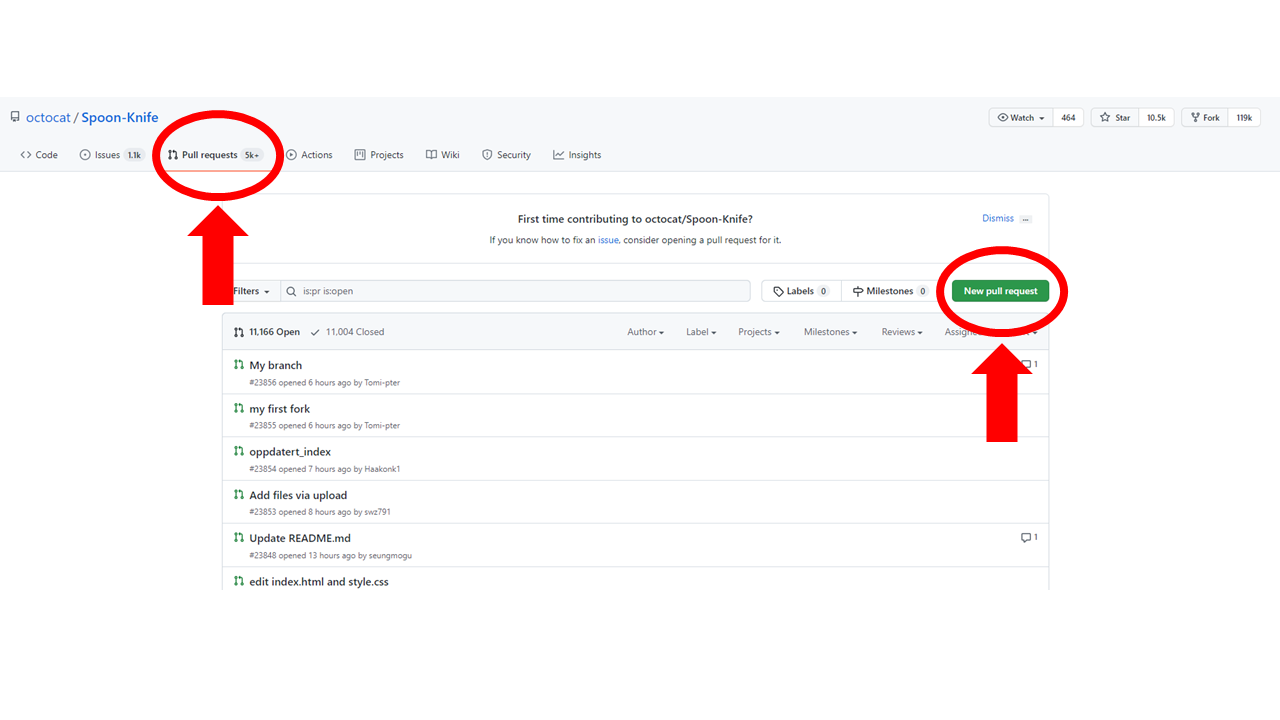 octocat / Spoon-Knife
Watch 464 Star 10.5k Fork 119k
Code Issues 1.1k Pull requests 5k+ Actions Projects Wiki Security Insights
First time contributing to octocat/Spoon-Knife?
Dismiss ...
If you know how to fix an issue, consider opening a pull request for it.
Filters is:pr is:open Labels 0 Milestones 0 New pull request
11,166 Open 11,004 Closed Author Label Projects Milestones Reviews
My branch 1
#23856 opened 6 hours ago by Tomi-pter
my first fork
#23855 opened 6 hours ago by Tomi-pter
oppdatert_index
#23854 opened 7 hours ago by Haakonk1
Add files via upload
#23853 opened 8 hours ago by swz791
Update README.md 1
#23848 opened 13 hours ago by seungmogu
edit index.html and style.css